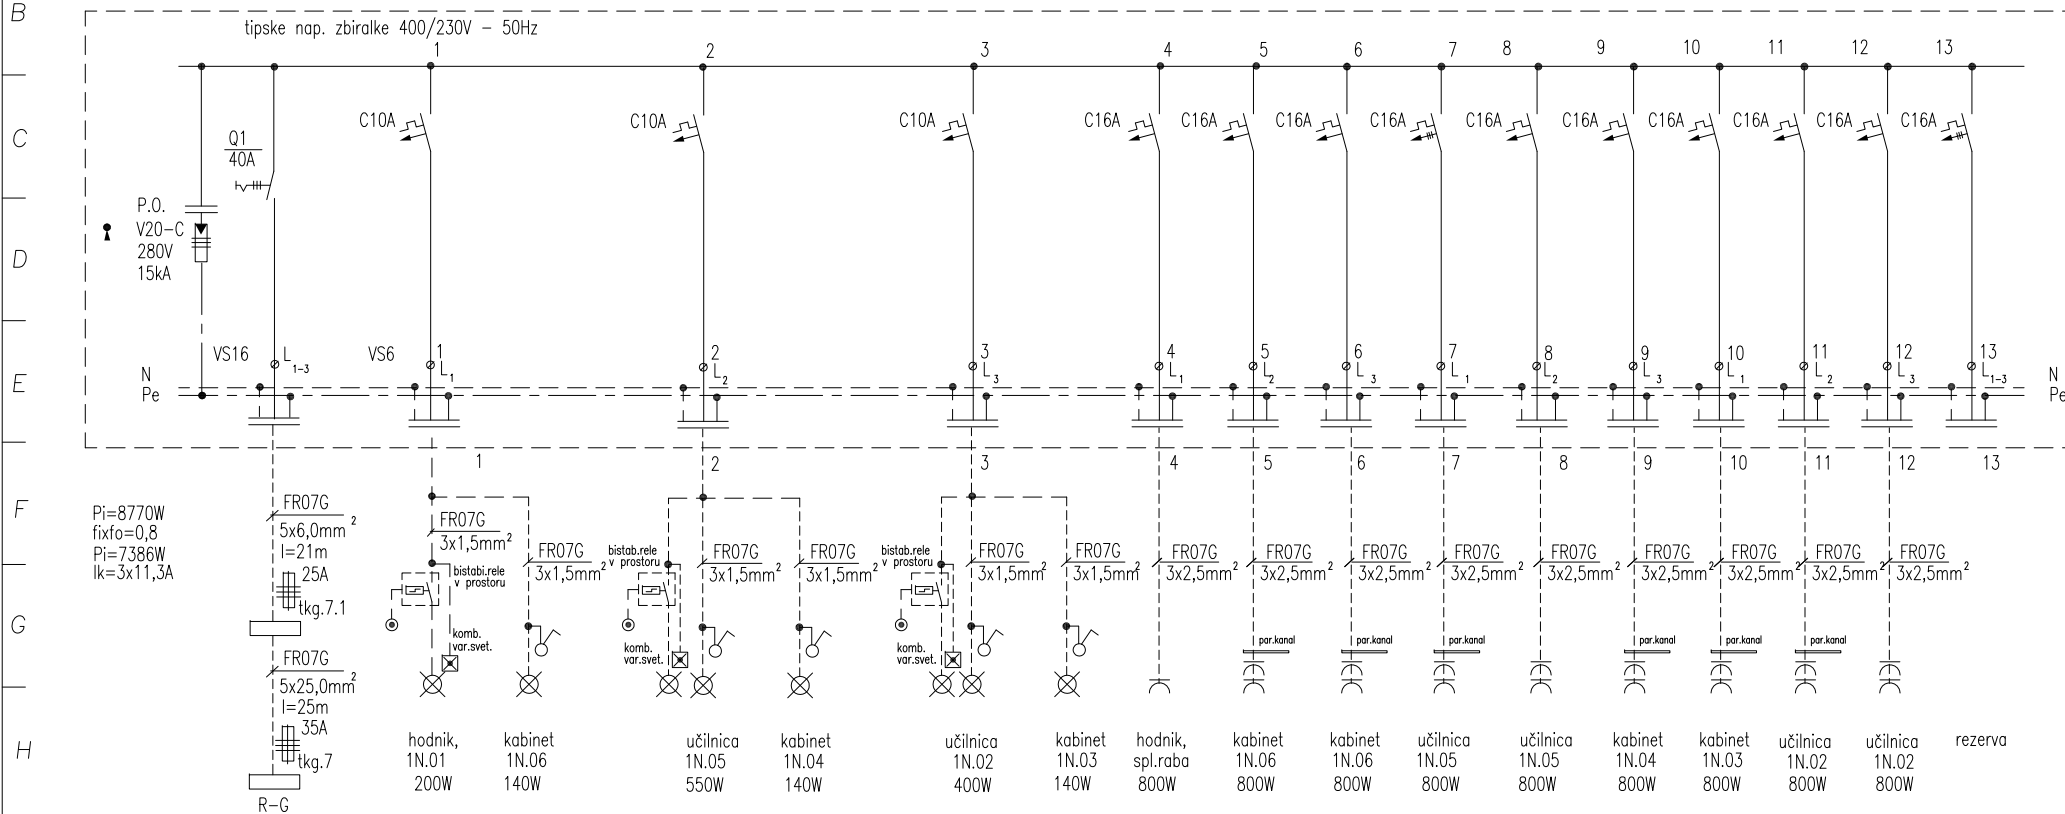 B
tipske nap. zbiralke 400/230V – 50Hz
1 2 3 4 5 6 7 8 9 10 11 12 13
C
C10A C10A C10A C16A C16A C16A C16A C16A C16A C16A C16A C16A C16A
Q1
40A
D
P.O.
V20–C
280V
15kA
E
VS16 L1–3
VS6
1 2 3 4 5 6 7 8 9 10 11 12 13
L1 L2 L3 L1 L2 L3 L1 L2 L3 L1 L2 L3 L1–3
N N
Pe Pe
1 2 3 4 5 6 7 8 9 10 11 12 13
F
Pi=8770W
fixfo=0,8
Pi=7386W
Ik=3x11,3A
FR07G
5x6,0mm²
l=21m
25A
tkg.7.1
FR07G
5x25,0mm²
l=25m
35A
tkg.7
R–G
FR07G
3x1,5mm²
bistabi.rele
v prostoru
komb.
var.svet.
FR07G
3x1,5mm²
bistab.rele
v prostoru
komb.
var.svet.
FR07G
3x1,5mm²
FR07G
3x1,5mm²
bistab.rele
v prostoru
komb.
var.svet.
FR07G
3x1,5mm²
FR07G
3x1,5mm²
FR07G FR07G FR07G FR07G FR07G FR07G FR07G FR07G FR07G
3x2,5mm² 3x2,5mm² 3x2,5mm² 3x2,5mm² 3x2,5mm² 3x2,5mm² 3x2,5mm² 3x2,5mm² 3x2,5mm²
G
par.kanal par.kanal par.kanal par.kanal par.kanal par.kanal
H
hodnik,
1N.01
200W
kabinet
1N.06
140W
učilnica
1N.05
550W
kabinet
1N.04
140W
učilnica
1N.02
400W
kabinet
1N.03
140W
hodnik,
spl.raba
800W
kabinet
1N.06
800W
kabinet
1N.06
800W
učilnica
1N.05
800W
učilnica
1N.05
800W
kabinet
1N.04
800W
kabinet
1N.03
800W
učilnica
1N.02
800W
učilnica
1N.02
800W
rezerva